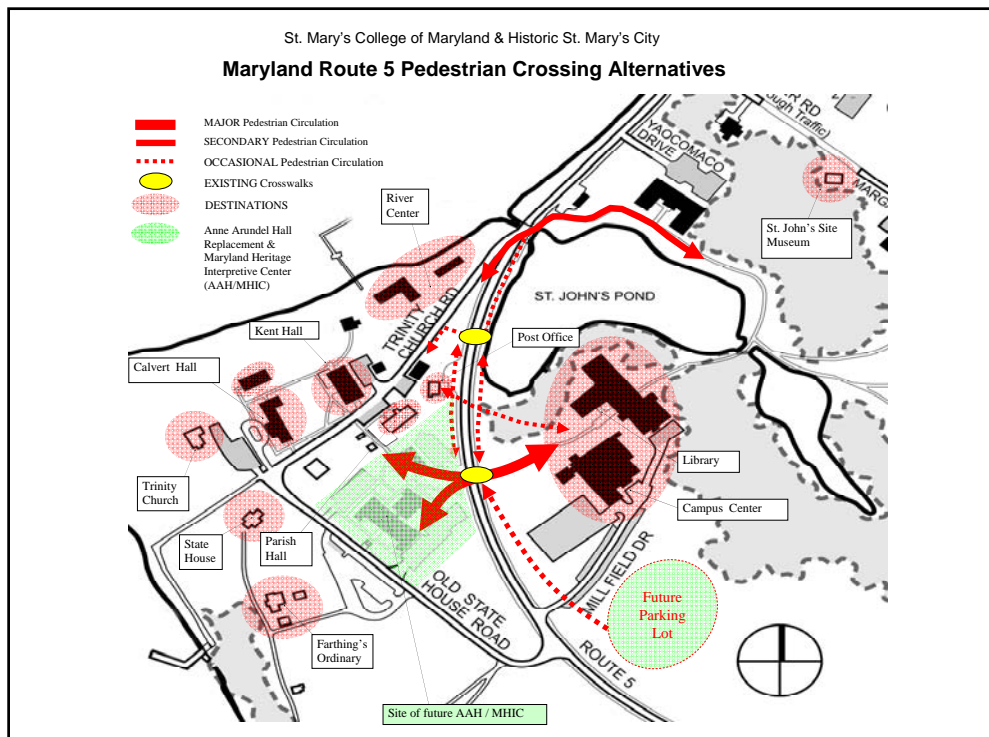 St. Mary's College of Maryland & Historic St. Mary's City
Maryland Route 5 Pedestrian Crossing Alternatives
MAJOR Pedestrian Circulation
SECONDARY Pedestrian Circulation
OCCASIONAL Pedestrian Circulation
EXISTING Crosswalks
DESTINATIONS
Anne Arundel Hall
Replacement &
Maryland Heritage
Interpretive Center
(AAH/MHIC)
River
Center
YAOCOMACO
DRIVE
RD
ough Traffic)
MARG
St. John's Site
Museum
ST. JOHN'S POND
TRINITY
CHURCH RD
Kent Hall
Post Office
Calvert Hall
Trinity
Church
Library
Campus Center
State
House
Parish
Hall
OLD STATE
HOUSE ROAD
MILL FIELD DR
Future
Parking
Lot
Farthing's
Ordinary
ROUTE 5
Site of future AAH / MHIC